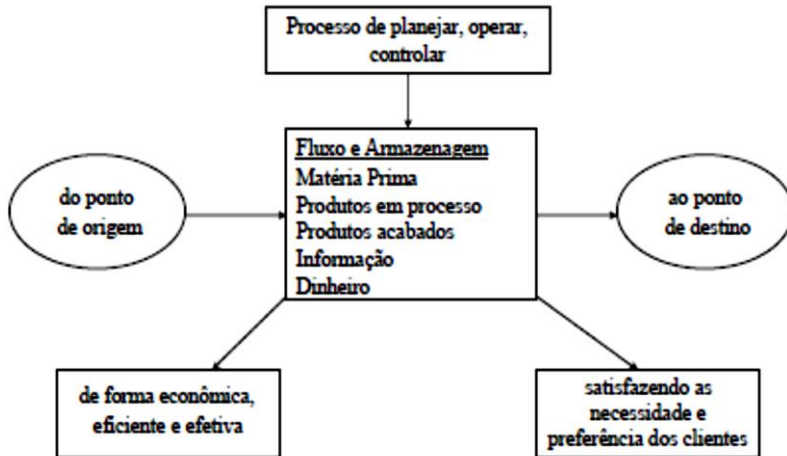 Processo de planejar, operar,
controlar
Fluxo e Armazenagem
Matéria Prima
Produtos em processo
Produtos acabados
Informação
Dinheiro
do ponto
de origem
ao ponto
de destino
de forma econômica,
eficiente e efetiva
satisfazendo as
necessidade e
preferência dos clientes